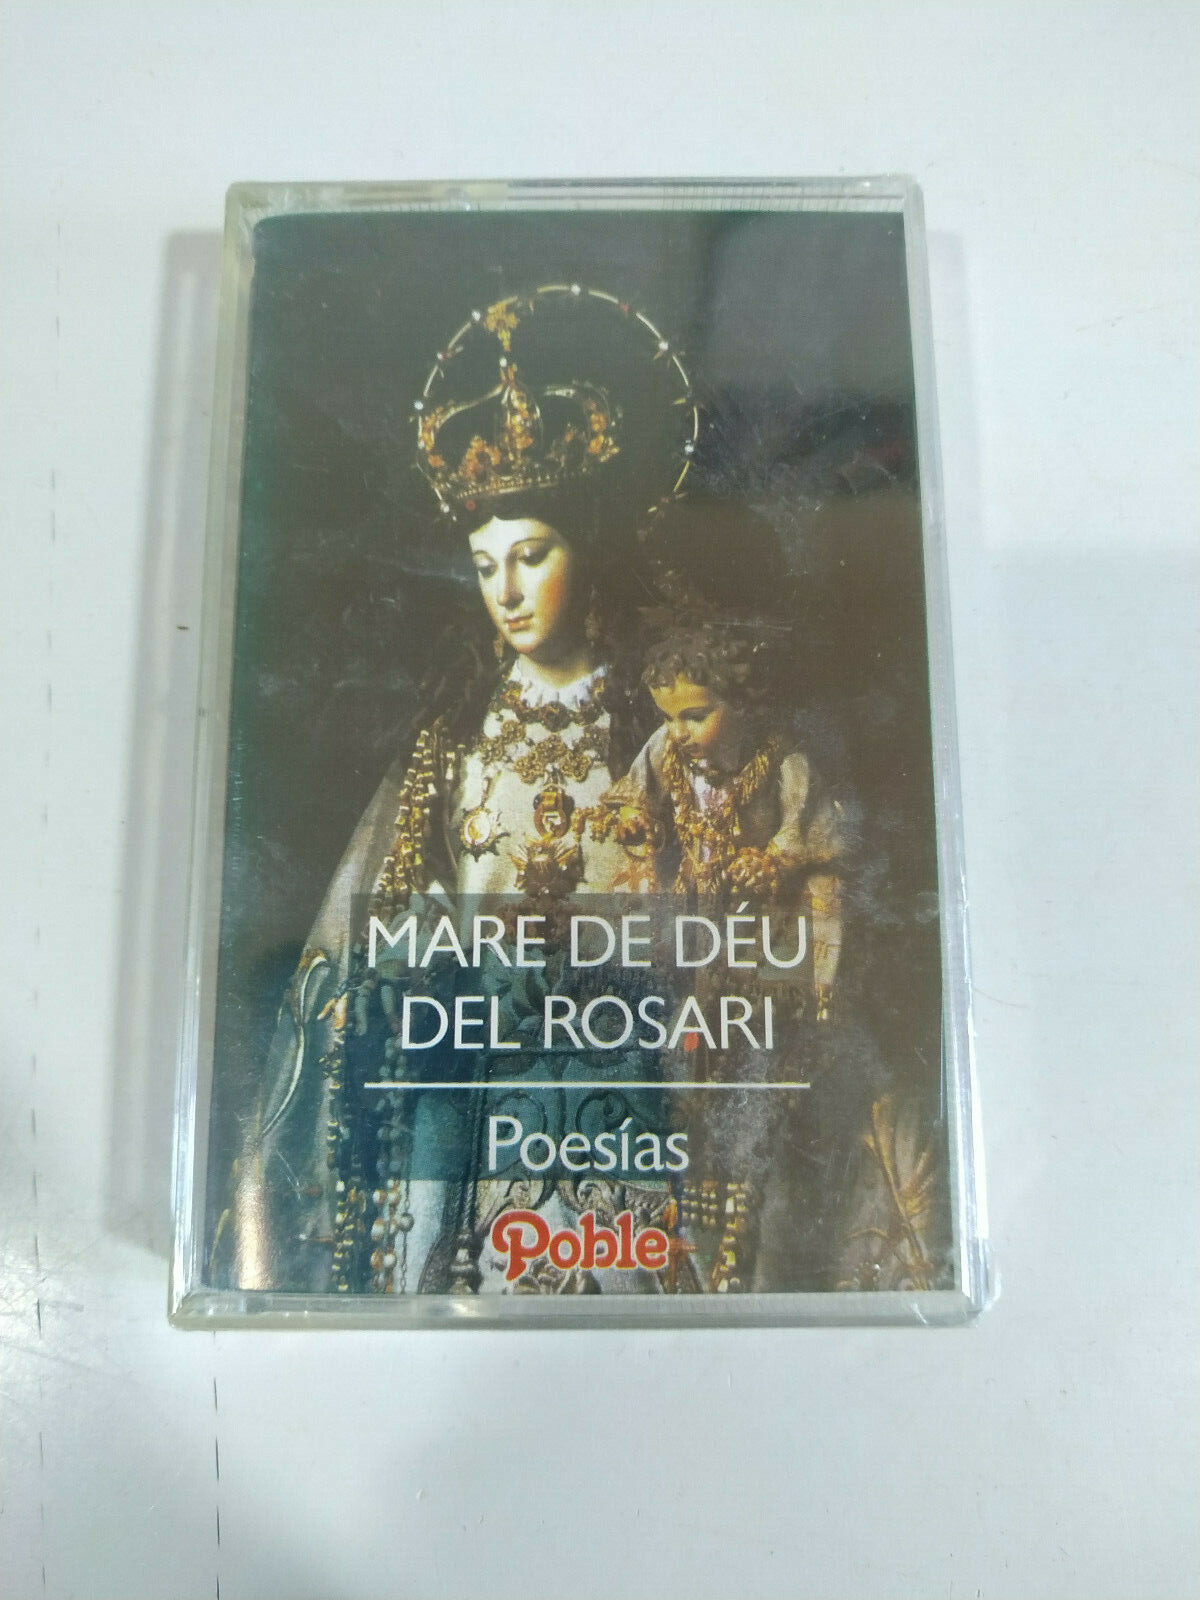 MARE DE DÉU
DEL ROSARI
Poesías
Poble